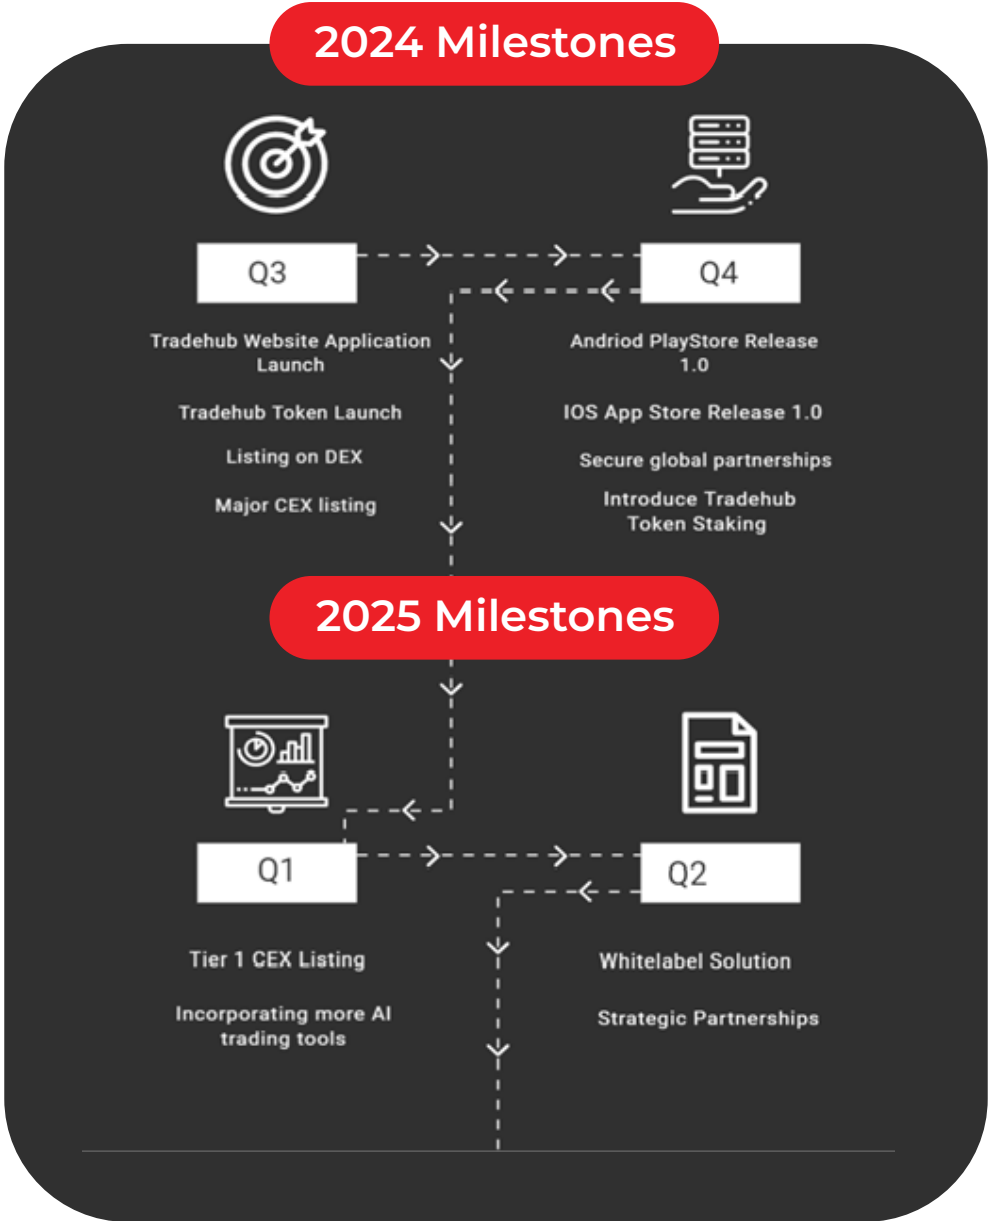 2024 Milestones
Q3
Tradehub Website Application
Launch
Tradehub Token Launch
Listing on DEX
Major CEX listing
Q4
Andriod PlayStore Release
1.0
IOS App Store Release 1.0
Secure global partnerships
Introduce Tradehub
Token Staking
2025 Milestones
Q1
Tier 1 CEX Listing
Incorporating more AI
trading tools
Q2
Whitelabel Solution
Strategic Partnerships